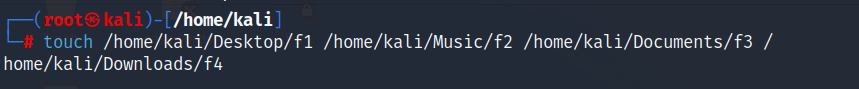 ┌──(root㉿kali)-[/home/kali]
└─# touch /home/kali/Desktop/f1 /home/kali/Music/f2 /home/kali/Documents/f3 /
home/kali/Downloads/f4